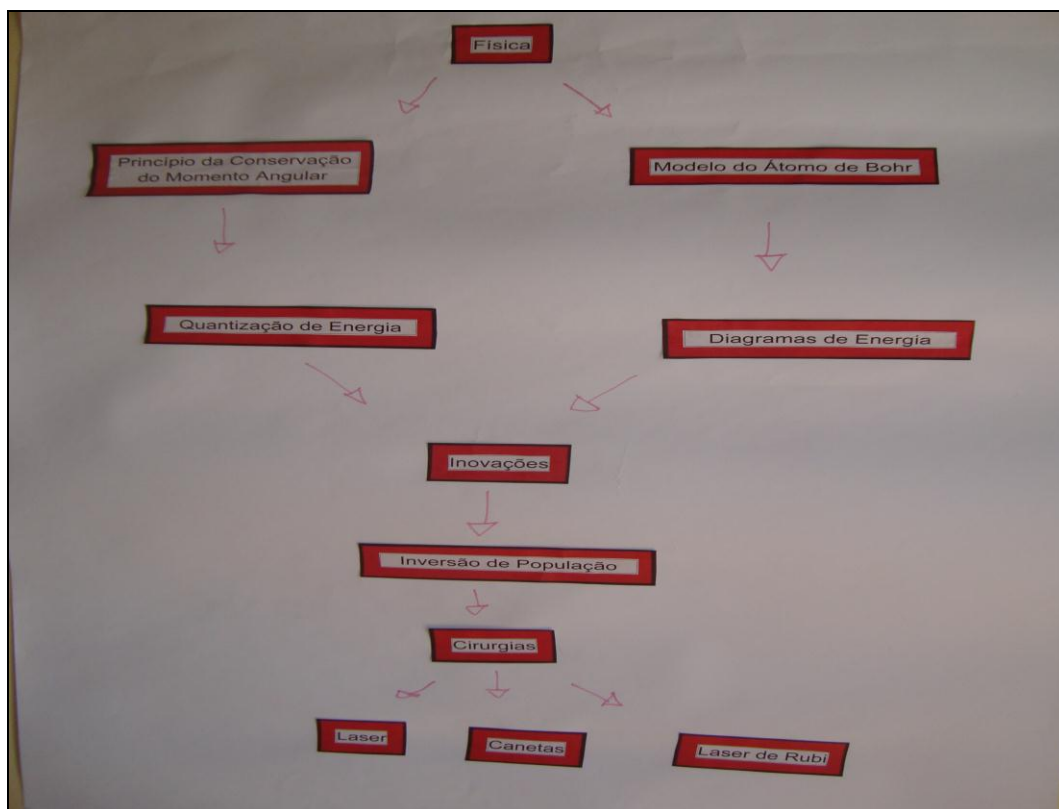 Física
Princípio da Conservação
do Momento Angular
Modelo do Átomo de Bohr
Quantização de Energia
Diagramas de Energia
Inovações
Inversão de População
Cirurgias
Laser
Canetas
Laser de Rubi